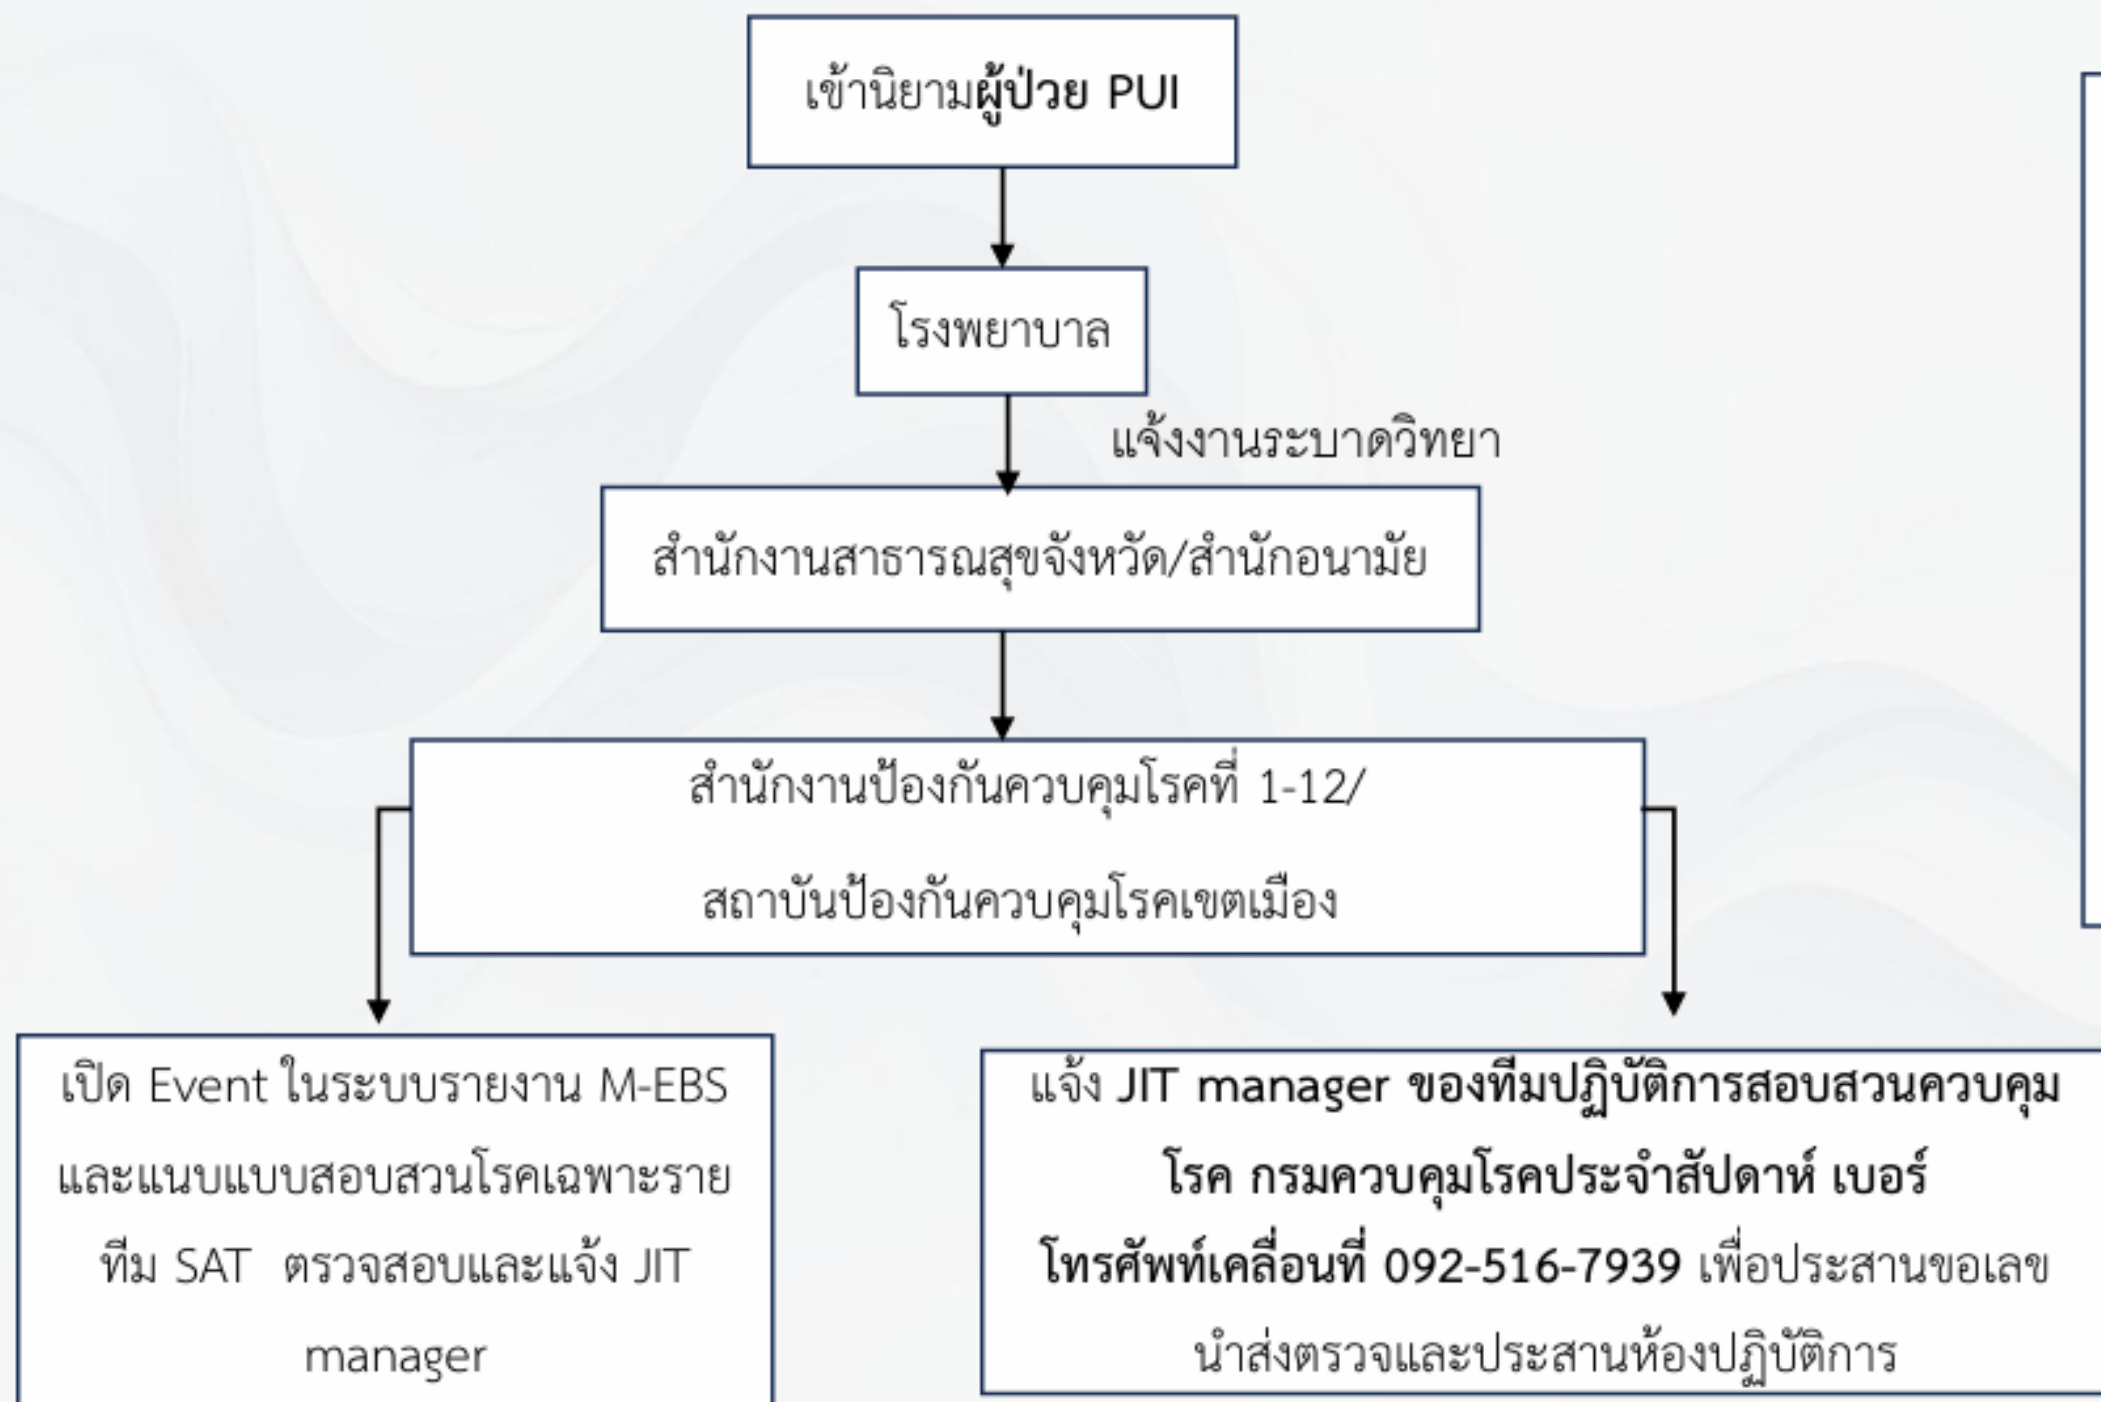 เข้านิยามผู้ป่วย PUI
โรงพยาบาล
แจ้งงานระบาดวิทยา
สำนักงานสาธารณสุขจังหวัด/สำนักอนามัย
สำนักงานป้องกันควบคุมโรคที่ 1-12/
สถาบันป้องกันควบคุมโรคเขตเมือง
เปิด Event ในระบบรายงาน M-EBS
และแนบแบบสอบสวนโรคเฉพาะราย
ทีม SAT ตรวจสอบและแจ้ง JIT
manager
แจ้ง JIT manager ของทีมปฏิบัติการสอบสวนควบคุม
โรค กรมควบคุมโรคประจำสัปดาห์ เบอร์
โทรศัพท์เคลื่อนที่ 092-516-7939 เพื่อประสานขอเลข
นำส่งตรวจและประสานห้องปฏิบัติการ